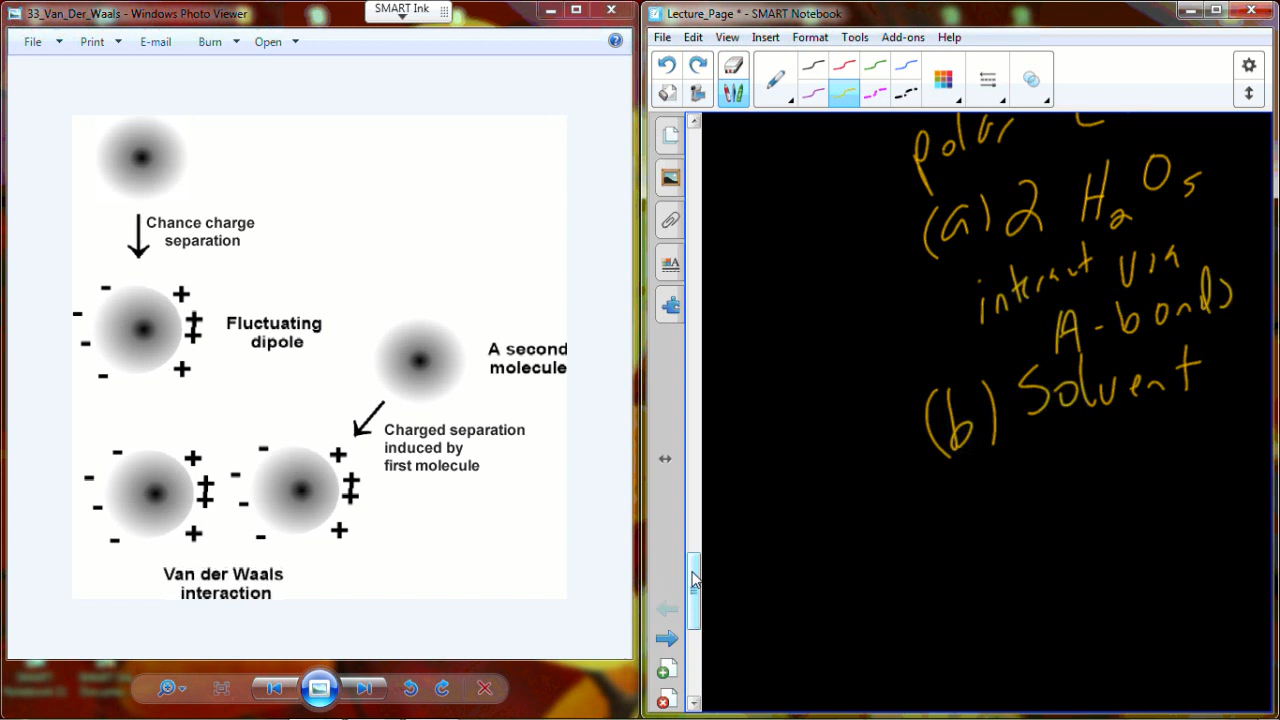 33_Van_Der_Waals - Windows Photo Viewer
SMART Ink
File Print E-mail Burn Open
Chance charge
separation
- + - + + - + - +
Fluctuating
dipole
A second
molecule
Charged separation
induced by
first molecule
- + - + + - + - +
- + - + + - + - +
Van der Waals
interaction
Lecture_Page * - SMART Notebook
File Edit View Insert Format Tools Add-ons Help
polar
(a) 2 H2Os
interact via
H-bonds
(b) Solvent